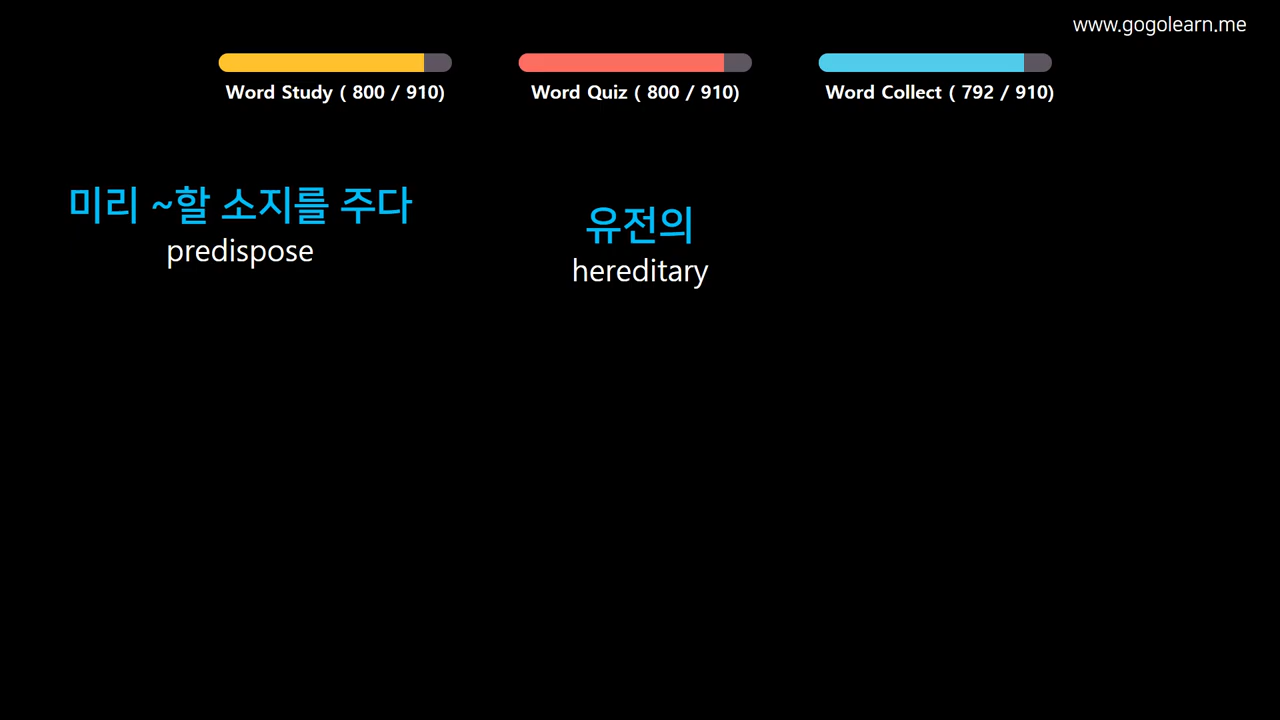 www.gogolearn.me
Word Study ( 800 / 910)
Word Quiz ( 800 / 910)
Word Collect ( 792 / 910)
미리 ~할 소지를 주다
predispose
유전의
hereditary